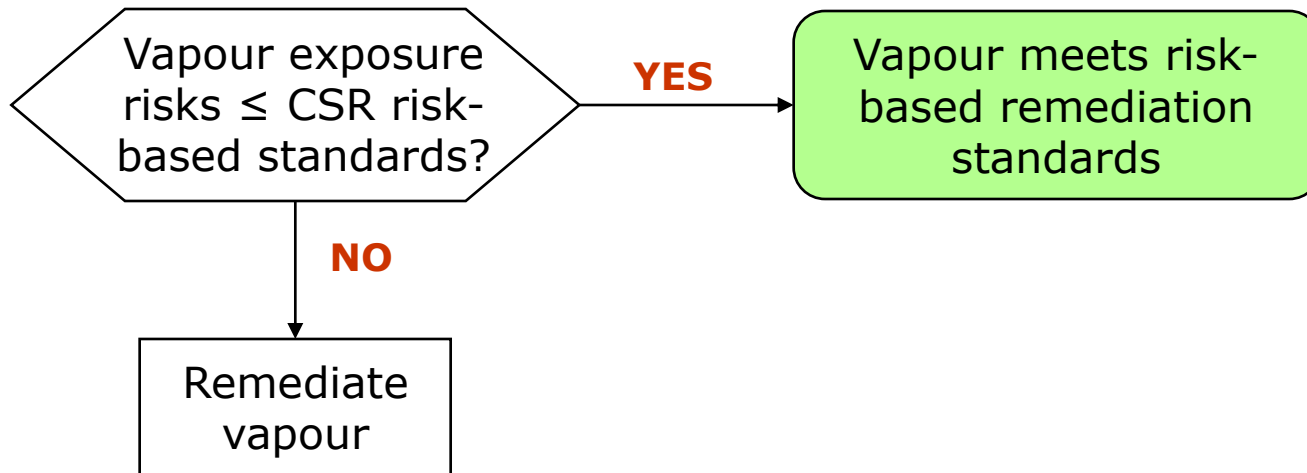 Vapour exposure
risks ≤ CSR risk-
based standards?
YES
Vapour meets risk-
based remediation
standards
NO
Remediate
vapour